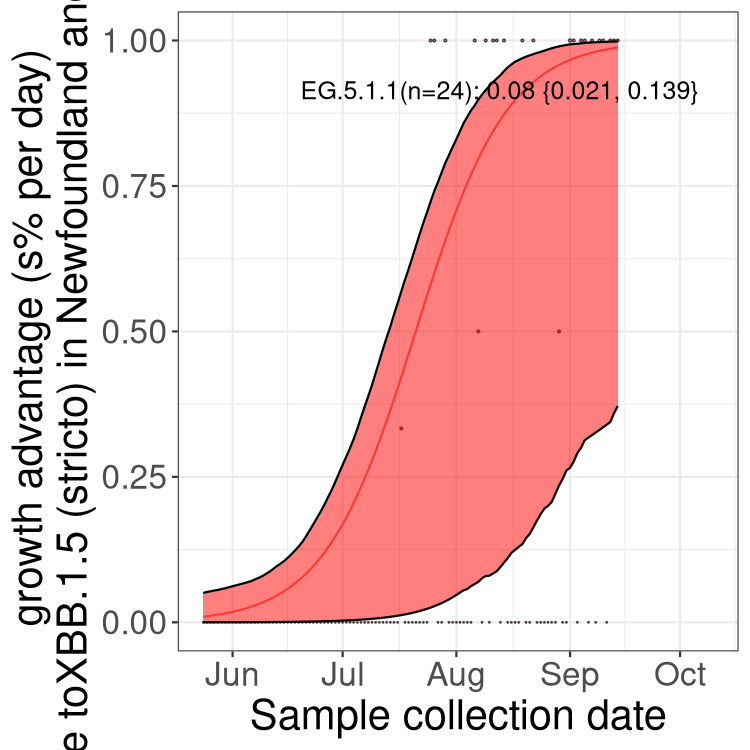 growth advantage (s% per day)
toXBB.1.5 (stricto) in Newfoundland
1.00
0.75
0.50
0.25
0.00
EG.5.1.1(n=24); 0.08 {0.021, 0.139}
Jun Jul Aug Sep Oct
Sample collection date